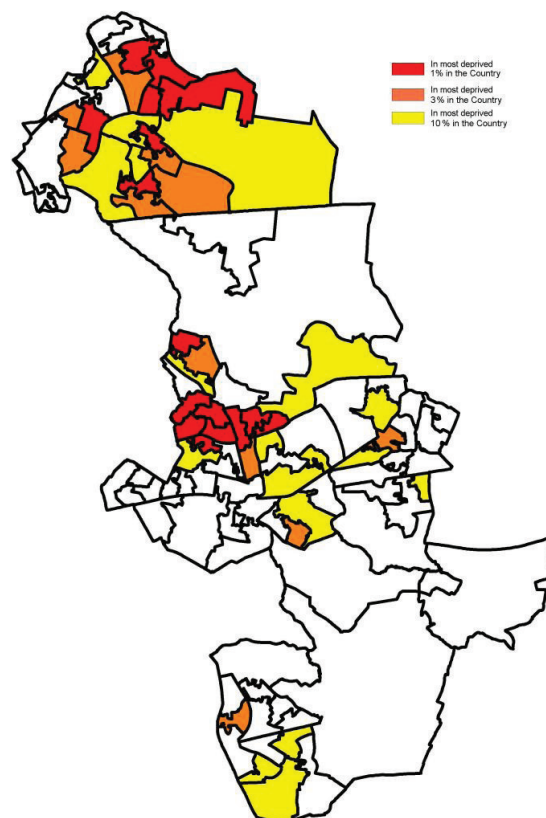 In most deprived
1% in the Country
In most deprived
3% in the Country
In most deprived
10% in the Country